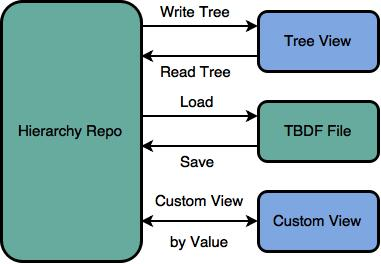 Hierarchy Repo
Write Tree
Tree View
Read Tree
Load
TBDF File
Save
Custom View
Custom View
by Value